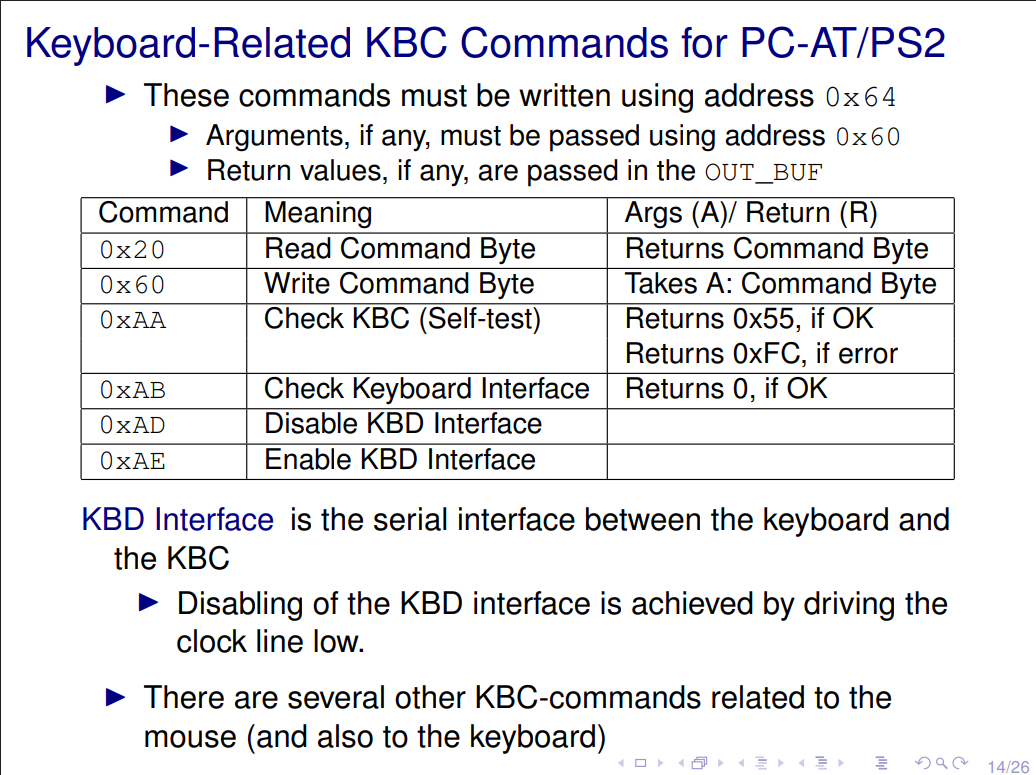 Keyboard-Related KBC Commands for PC-AT/PS2
These commands must be written using address 0x64
Arguments, if any, must be passed using address 0x60
Return values, if any, are passed in the OUT_BUF
Command Meaning Args (A)/ Return (R)
0x20 Read Command Byte Returns Command Byte
0x60 Write Command Byte Takes A: Command Byte
0xAA Check KBC (Self-test) Returns 0x55, if OK
Returns 0xFC, if error
0xAB Check Keyboard Interface Returns 0, if OK
0xAD Disable KBD Interface
0xAE Enable KBD Interface
KBD Interface is the serial interface between the keyboard and
the KBC
Disabling of the KBD interface is achieved by driving the
clock line low.
There are several other KBC-commands related to the
mouse (and also to the keyboard)
14/26